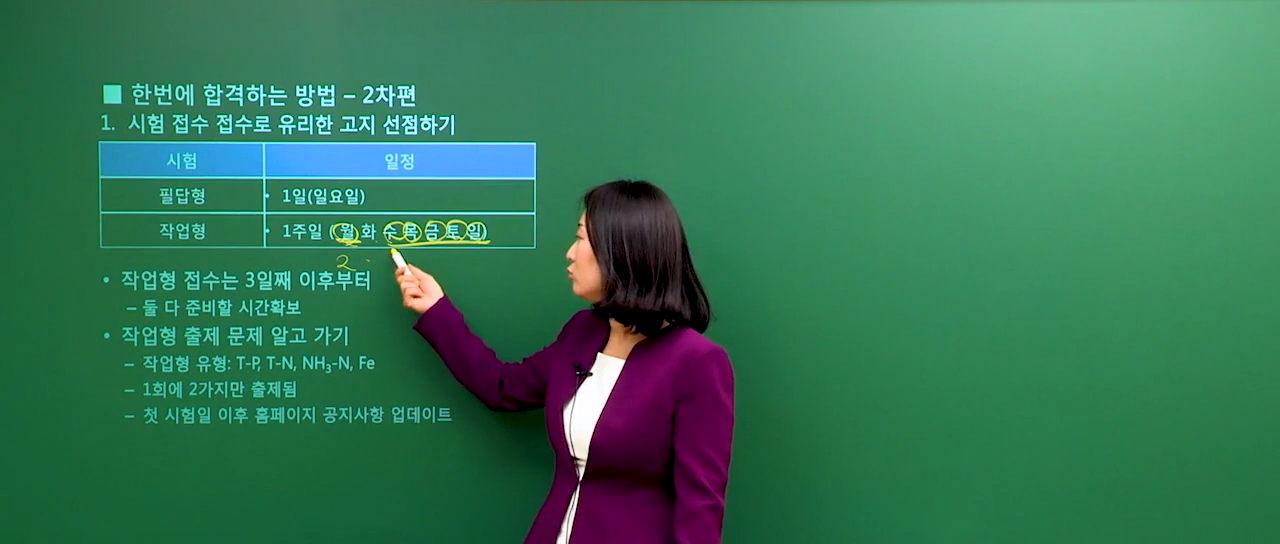 ■ 한번에 합격하는 방법 – 2차편
1. 시험 접수 접수로 유리한 고지 선점하기
시험 일정
필답형 • 1일(일요일)
작업형 • 1주일 (월 화 수 목 금 토 일)
2
• 작업형 접수는 3일째 이후부터
– 둘 다 준비할 시간확보
• 작업형 출제 문제 알고 가기
– 작업형 유형: T-P, T-N, NH₃-N, Fe
– 1회에 2가지만 출제됨
– 첫 시험일 이후 홈페이지 공지사항 업데이트